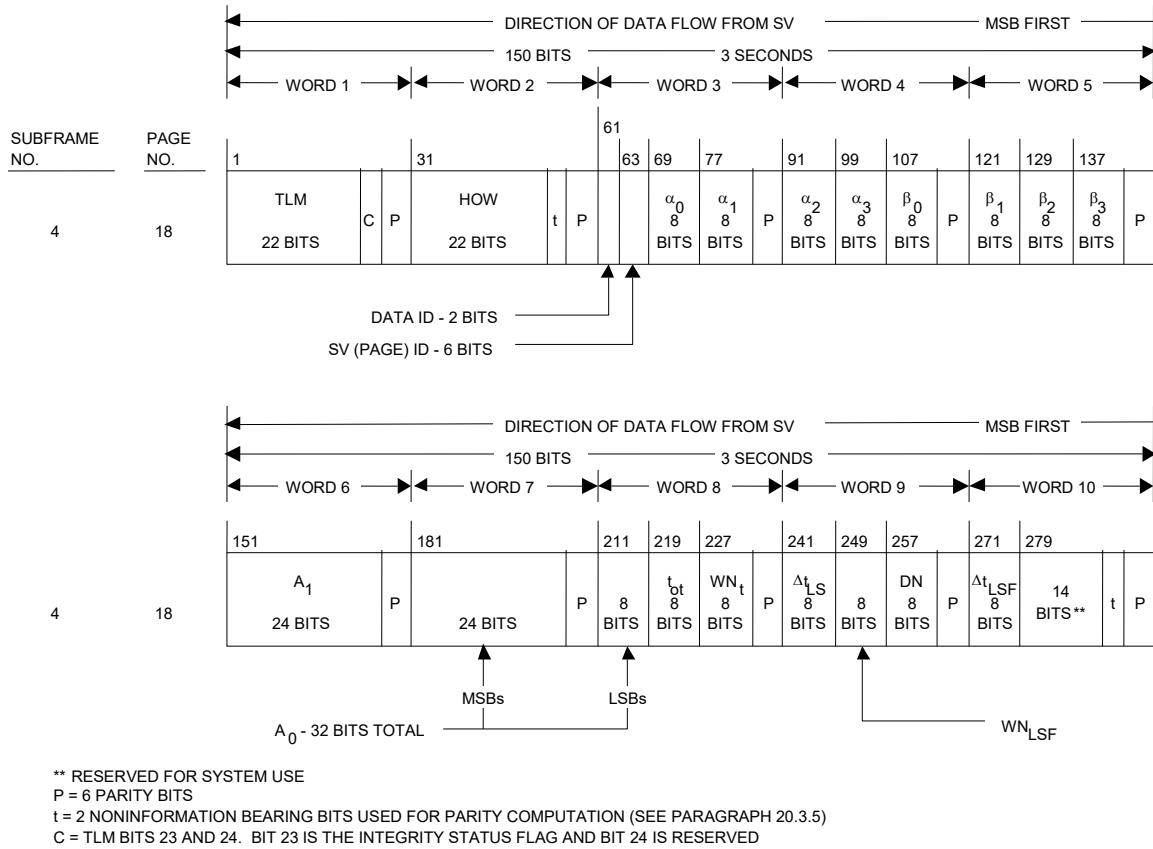 DIRECTION OF DATA FLOW FROM SV MSB FIRST
150 BITS 3 SECONDS
WORD 1 WORD 2 WORD 3 WORD 4 WORD 5
SUBFRAME NO. PAGE NO.
61
1 31 63 69 77 91 99 107 121 129 137
4 18 TLM 22 BITS C P HOW 22 BITS t P α0 8 BITS α1 8 BITS P α2 8 BITS α3 8 BITS β0 8 BITS P β1 8 BITS β2 8 BITS β3 8 BITS P
DATA ID - 2 BITS
SV (PAGE) ID - 6 BITS
DIRECTION OF DATA FLOW FROM SV MSB FIRST
150 BITS 3 SECONDS
WORD 6 WORD 7 WORD 8 WORD 9 WORD 10
151 181 211 219 227 241 249 257 271 279
4 18 A1 24 BITS P 24 BITS P 8 BITS tot 8 BITS WNt 8 BITS P ΔtLS 8 BITS 8 BITS DN 8 BITS P ΔtLSF 8 BITS 14 BITS** t P
MSBs LSBs
A0 - 32 BITS TOTAL
WNLSF
** RESERVED FOR SYSTEM USE
P = 6 PARITY BITS
t = 2 NONINFORMATION BEARING BITS USED FOR PARITY COMPUTATION (SEE PARAGRAPH 20.3.5)
C = TLM BITS 23 AND 24. BIT 23 IS THE INTEGRITY STATUS FLAG AND BIT 24 IS RESERVED